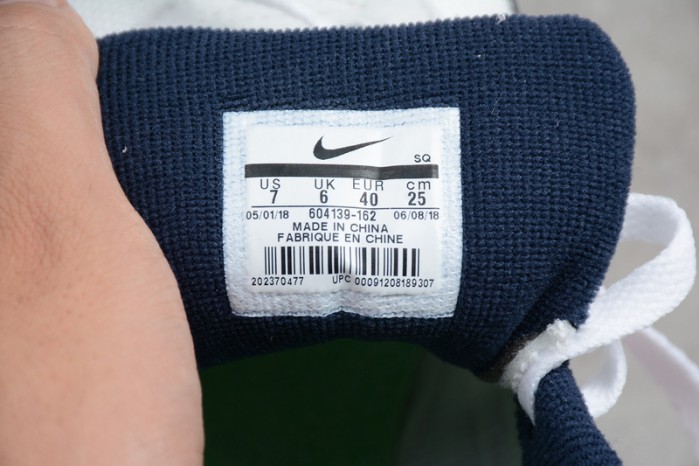 SQ
US UK EUR cm
7 6 40 25
05/01/18 604139-162 06/08/18
MADE IN CHINA
FABRIQUE EN CHINE
202370477 UPC 00091208189307